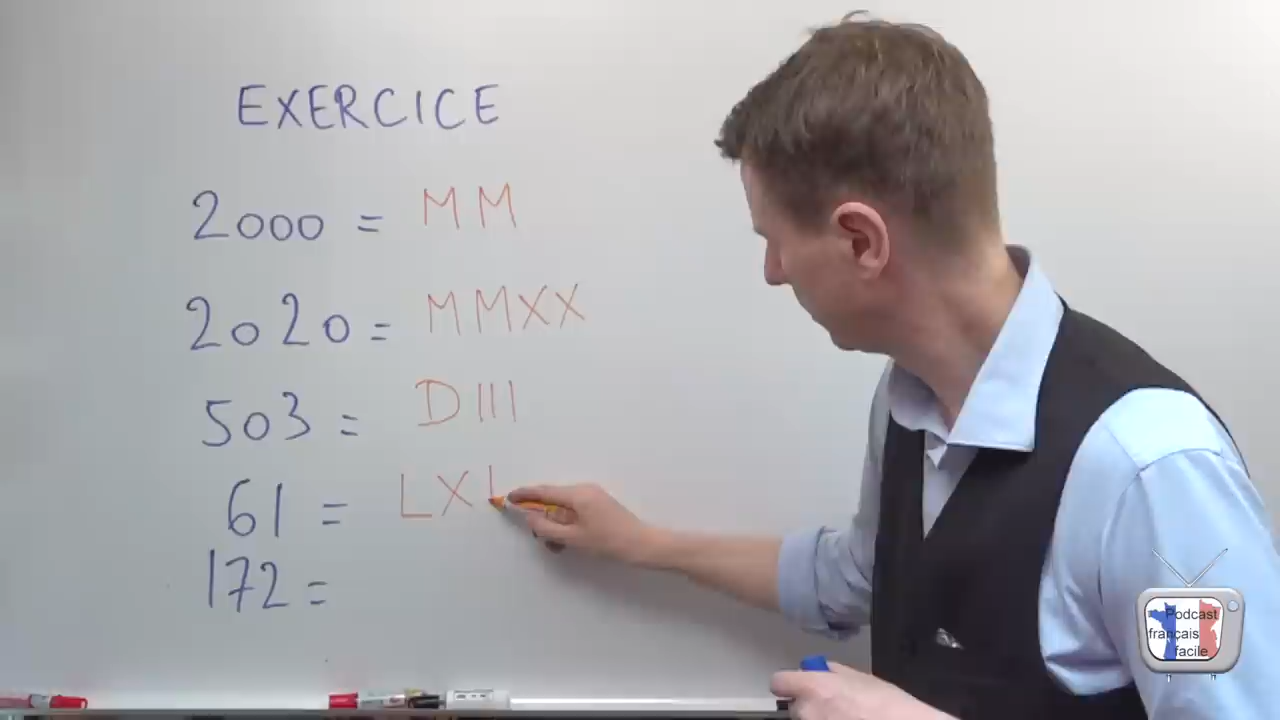 EXERCICE
2000 = MM
2020 = MMXX
503 = DIII
61 = LXI
172 =
Podcast
français
facile